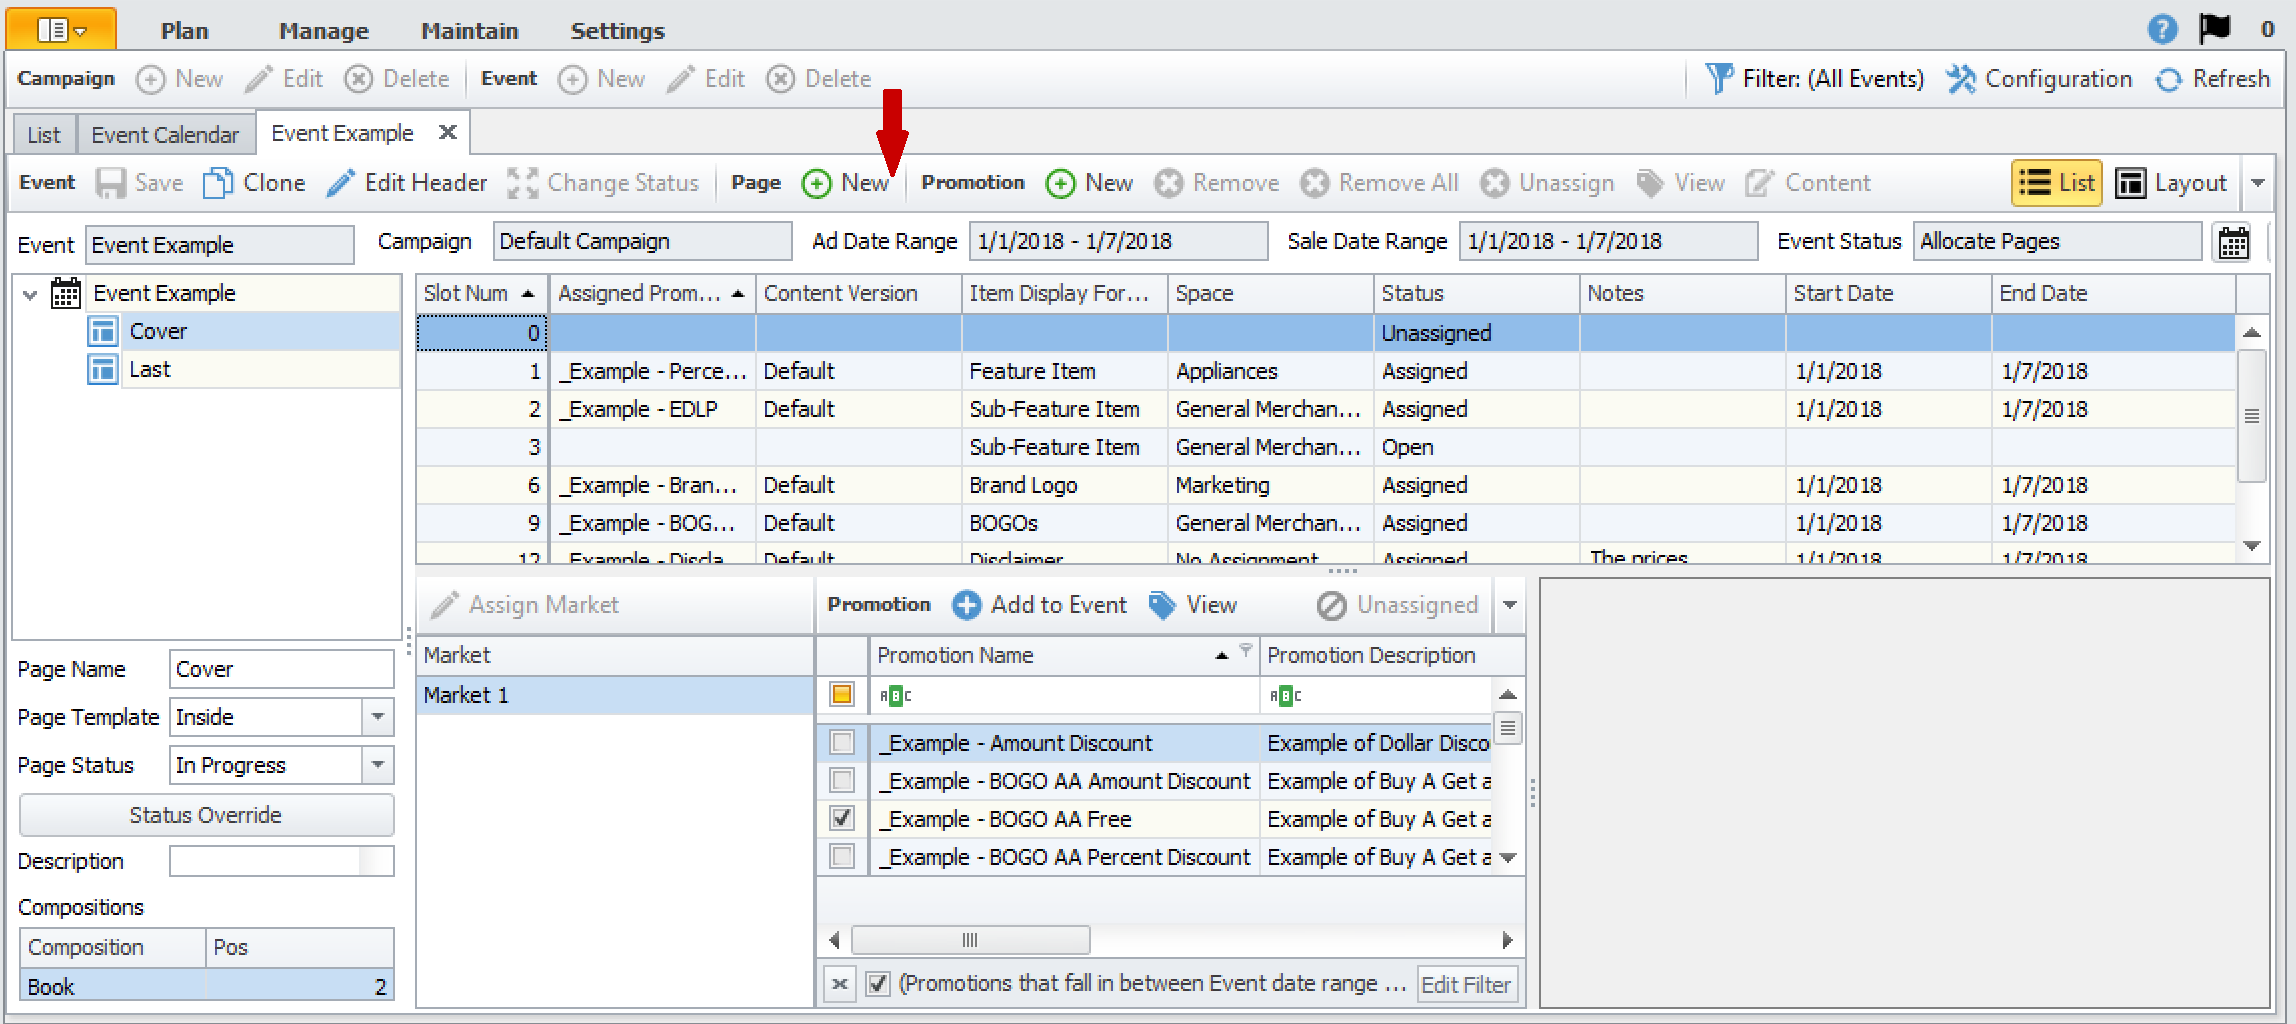 Plan Manage Maintain Settings ? 0
Campaign New Edit Delete Event New Edit Delete Filter: (All Events) Configuration Refresh
List Event Calendar Event Example X
Event Save Clone Edit Header Change Status Page New Promotion New Remove Remove All Unassign View Content List Layout
Event Event Example Campaign Default Campaign Ad Date Range 1/1/2018 - 1/7/2018 Sale Date Range 1/1/2018 - 1/7/2018 Event Status Allocate Pages
Event Example
Cover
Last
Slot Num Assigned Prom... Content Version Item Display For... Space Status Notes Start Date End Date
0 Unassigned
1 _Example - Perce... Default Feature Item Appliances Assigned 1/1/2018 1/7/2018
2 _Example - EDLP Default Sub-Feature Item General Merchan... Assigned 1/1/2018 1/7/2018
3 Sub-Feature Item General Merchan... Open
6 _Example - Bran... Default Brand Logo Marketing Assigned 1/1/2018 1/7/2018
9 _Example - BOG... Default BOGOs General Merchan... Assigned 1/1/2018 1/7/2018
12 _Example - Discla... Default Disclaimer No Assignment Assigned The prices 1/1/2018 1/7/2018
Page Name Cover
Page Template Inside
Page Status In Progress
Status Override
Description
Compositions
Composition Pos
Book 2
Assign Market
Market
Market 1
Promotion Add to Event View Unassigned
Promotion Name Promotion Description
ABC ABC
_Example - Amount Discount Example of Dollar Disco
_Example - BOGO AA Amount Discount Example of Buy A Get a
_Example - BOGO AA Free Example of Buy A Get a
_Example - BOGO AA Percent Discount Example of Buy A Get a
(Promotions that fall in between Event date range ... Edit Filter